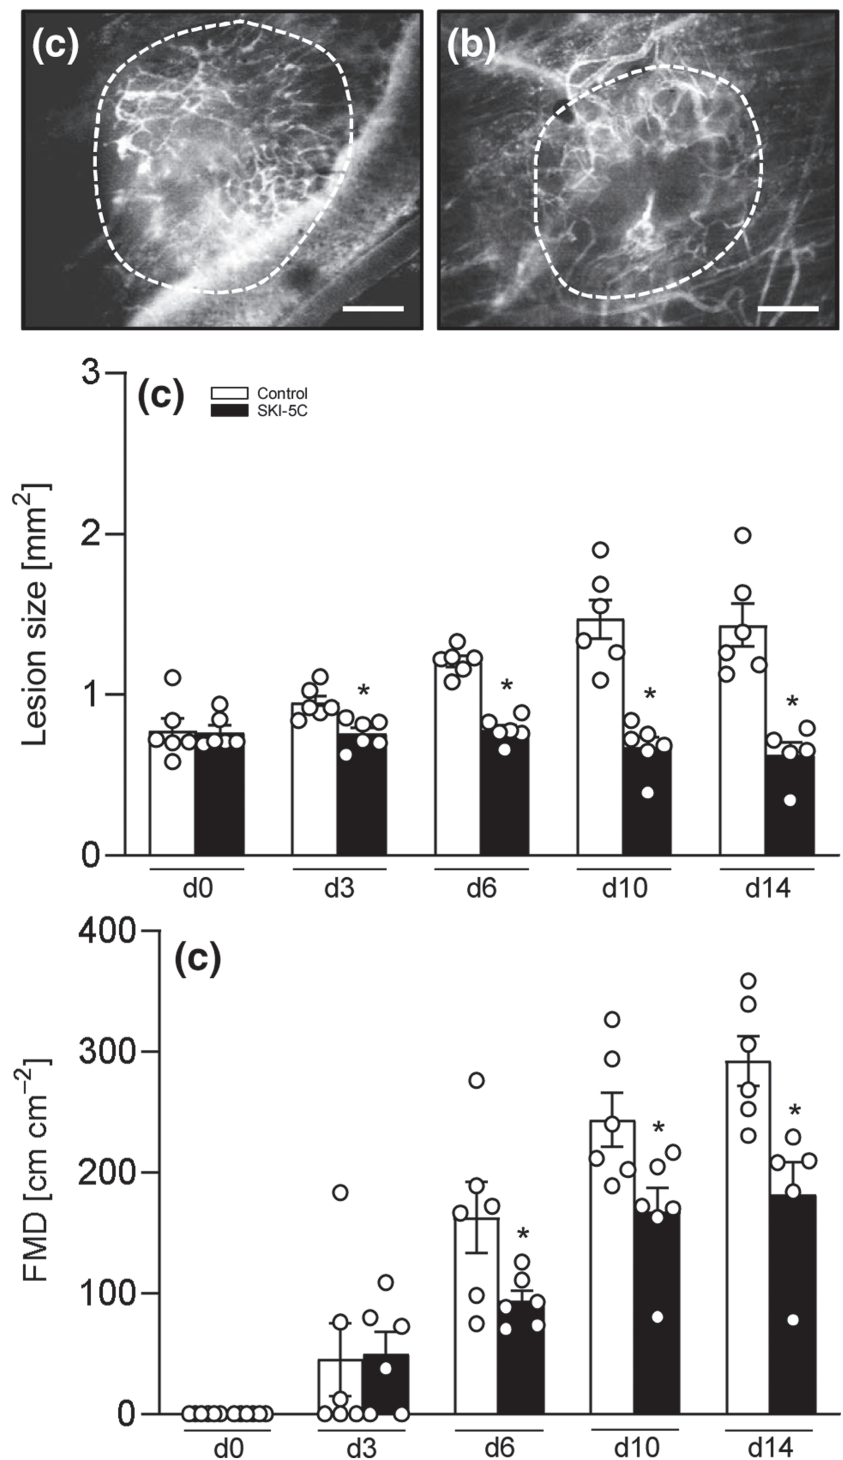 (c)
(b)
3
2
1
0
Lesion size [mm²]
(c)
Control
SKI-5C
*
*
*
*
d0
d3
d6
d10
d14
400
300
200
100
0
FMD [cm cm⁻²]
(c)
*
*
*
d0
d3
d6
d10
d14